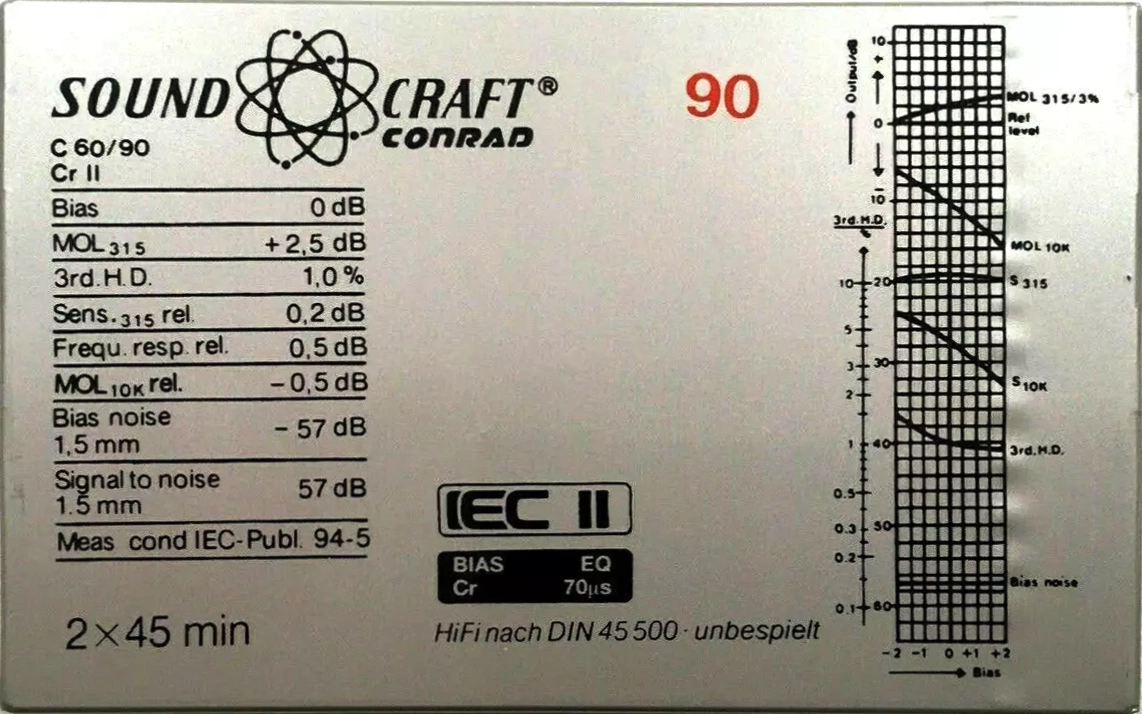 SOUND CRAFT®
CONRAD
90
C 60/90
Cr II
Bias 0 dB
MOL 315 +2,5 dB
3rd. H. D. 1,0 %
Sens. 315 rel. 0,2 dB
Frequ. resp. rel. 0,5 dB
MOL 10K rel. −0,5 dB
Bias noise
1,5 mm − 57 dB
Signal to noise
1.5 mm 57 dB
Meas cond IEC-Publ. 94-5
2×45 min
IEC II
BIAS EQ
Cr 70µs
HiFi nach DIN 45 500 · unbespielt
Output/dB
10
+
0
−
10
20
30
40
50
60
3rd. H.D.
%
10
5
3
2
1
0.5
0.3
0.2
0.1
MOL 315/3%
Ref
level
MOL 10K
S 315
S 10K
3rd. H.D.
Bias noise
−2 −1 0 +1 +2
Bias